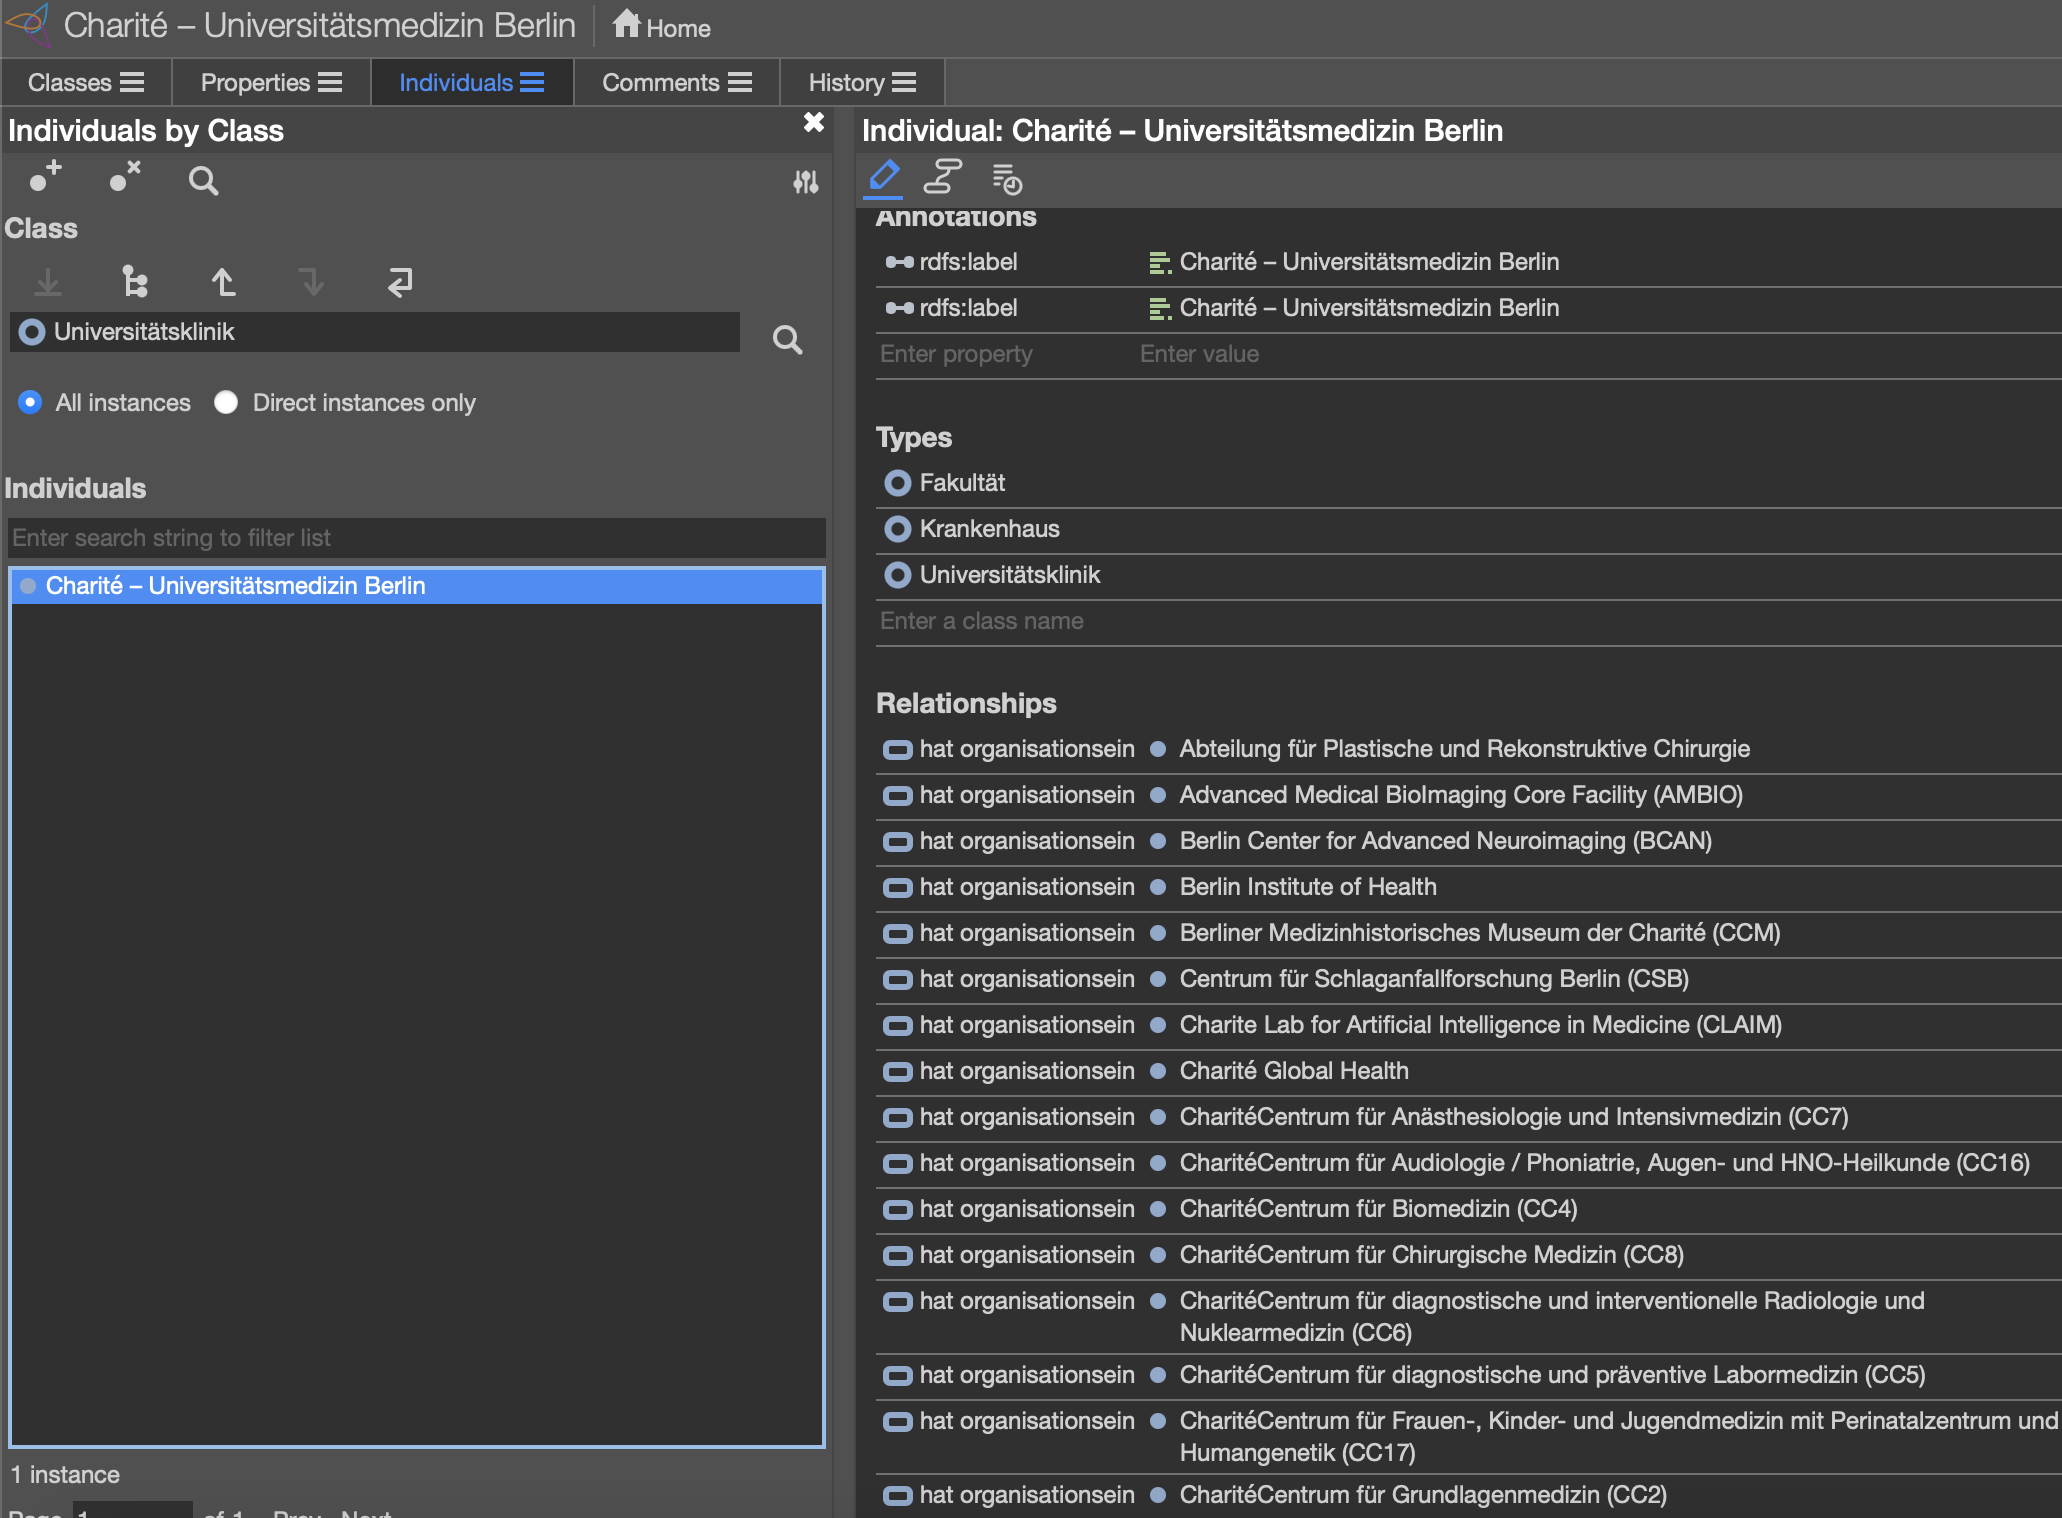 Charité – Universitätsmedizin Berlin
Home
Classes
Properties
Individuals
Comments
History
Individuals by Class
Class
Universitätsklinik
All instances
Direct instances only
Individuals
Enter search string to filter list
Charité – Universitätsmedizin Berlin
1 instance
Page 1 of 1 Prev Next
Individual: Charité – Universitätsmedizin Berlin
Annotations
rdfs:label Charité – Universitätsmedizin Berlin
rdfs:label Charité – Universitätsmedizin Berlin
Enter property Enter value
Types
Fakultät
Krankenhaus
Universitätsklinik
Enter a class name
Relationships
hat organisationsein Abteilung für Plastische und Rekonstruktive Chirurgie
hat organisationsein Advanced Medical BioImaging Core Facility (AMBIO)
hat organisationsein Berlin Center for Advanced Neuroimaging (BCAN)
hat organisationsein Berlin Institute of Health
hat organisationsein Berliner Medizinhistorisches Museum der Charité (CCM)
hat organisationsein Centrum für Schlaganfallforschung Berlin (CSB)
hat organisationsein Charite Lab for Artificial Intelligence in Medicine (CLAIM)
hat organisationsein Charité Global Health
hat organisationsein CharitéCentrum für Anästhesiologie und Intensivmedizin (CC7)
hat organisationsein CharitéCentrum für Audiologie / Phoniatrie, Augen- und HNO-Heilkunde (CC16)
hat organisationsein CharitéCentrum für Biomedizin (CC4)
hat organisationsein CharitéCentrum für Chirurgische Medizin (CC8)
hat organisationsein CharitéCentrum für diagnostische und interventionelle Radiologie und
Nuklearmedizin (CC6)
hat organisationsein CharitéCentrum für diagnostische und präventive Labormedizin (CC5)
hat organisationsein CharitéCentrum für Frauen-, Kinder- und Jugendmedizin mit Perinatalzentrum und
Humangenetik (CC17)
hat organisationsein CharitéCentrum für Grundlagenmedizin (CC2)